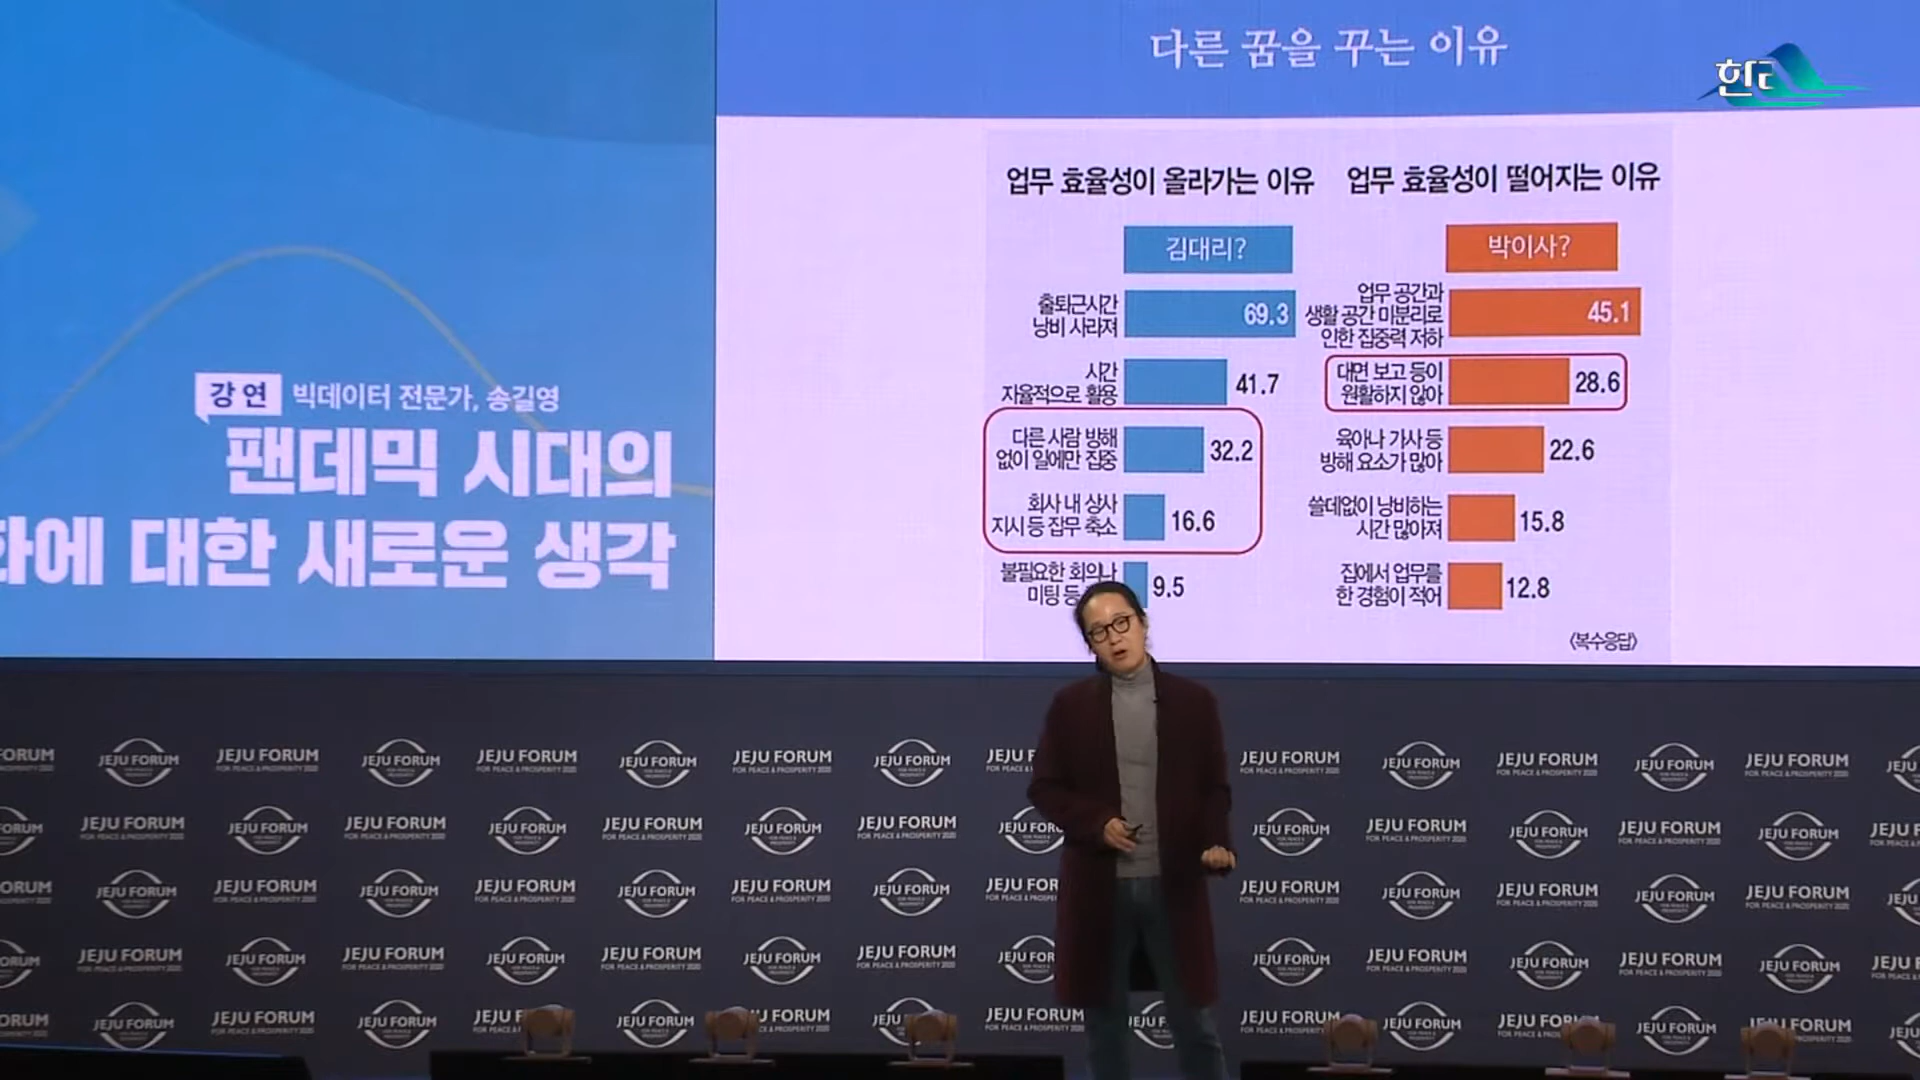 다른 꿈을 꾸는 이유
한ㄹ
강연 빅데이터 전문가, 송길영
팬데믹 시대의
화에 대한 새로운 생각
업무 효율성이 올라가는 이유
김대리?
출퇴근시간
낭비 사라져
69.3
시간
자율적으로 활용
41.7
다른 사람 방해
없이 일에만 집중
32.2
회사 내 상사
지시 등 잡무 축소
16.6
불필요한 회의나
미팅 등
9.5
업무 효율성이 떨어지는 이유
박이사?
업무 공간과
생활 공간 미분리로
인한 집중력 저하
45.1
대면 보고 등이
원활하지 않아
28.6
육아나 가사 등
방해 요소가 많아
22.6
쓸데없이 낭비하는
시간 많아져
15.8
집에서 업무를
한 경험이 적어
12.8
〈복수응답〉
JEJU FORUM
FOR PEACE & PROSPERITY 2020